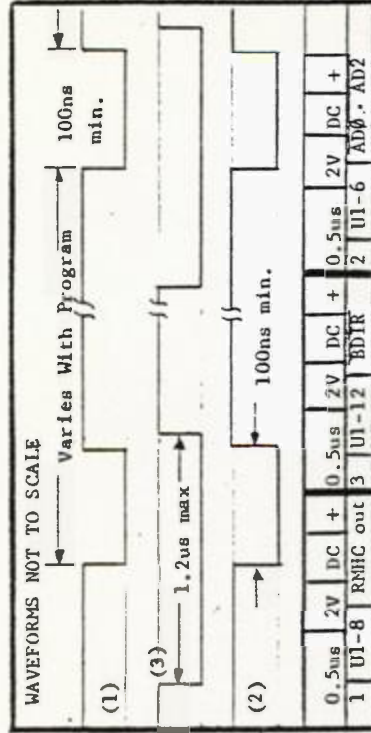 WAVEFORMS NOT TO SCALE
Varies With Program
100ns
min.
(1)
(3)
1.2us max
100ns min.
(2)
0.5us 2V DC + 0.5us 2V DC + 0.5us 2V DC +
1 U1-8 RMHC out 3 U1-12 BDIR 2 U1-6 ADØ · AD2